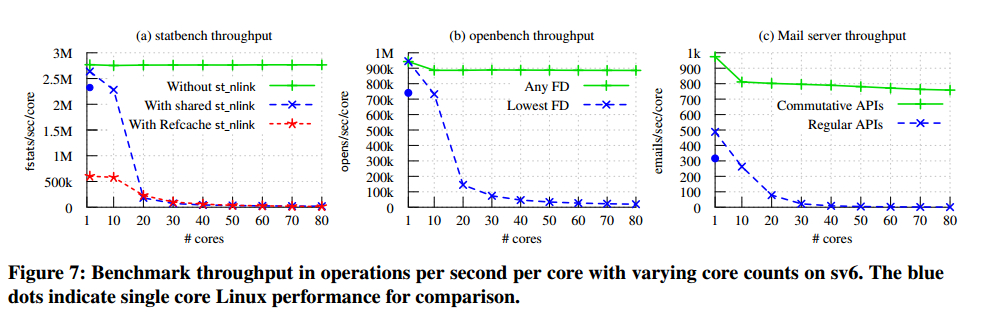 (a) statbench throughput
3M
2.5M
2M
1.5M
1M
500k
0
fstats/sec/core
Without st_nlink
With shared st_nlink
With Refcache st_nlink
1 10 20 30 40 50 60 70 80
# cores
(b) openbench throughput
1M
900k
800k
700k
600k
500k
400k
300k
200k
100k
0
opens/sec/core
Any FD
Lowest FD
1 10 20 30 40 50 60 70 80
# cores
(c) Mail server throughput
1k
900
800
700
600
500
400
300
200
100
0
emails/sec/core
Commutative APIs
Regular APIs
1 10 20 30 40 50 60 70 80
# cores
Figure 7: Benchmark throughput in operations per second per core with varying core counts on sv6. The blue
dots indicate single core Linux performance for comparison.